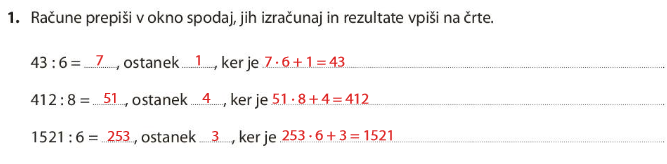 1. Račune prepiši v okno spodaj, jih izračunaj in rezultate vpiši na črte.
43 : 6 = 7, ostanek 1, ker je 7 · 6 + 1 = 43.
412 : 8 = 51, ostanek 4, ker je 51 · 8 + 4 = 412.
1521 : 6 = 253, ostanek 3, ker je 253 · 6 + 3 = 1521.